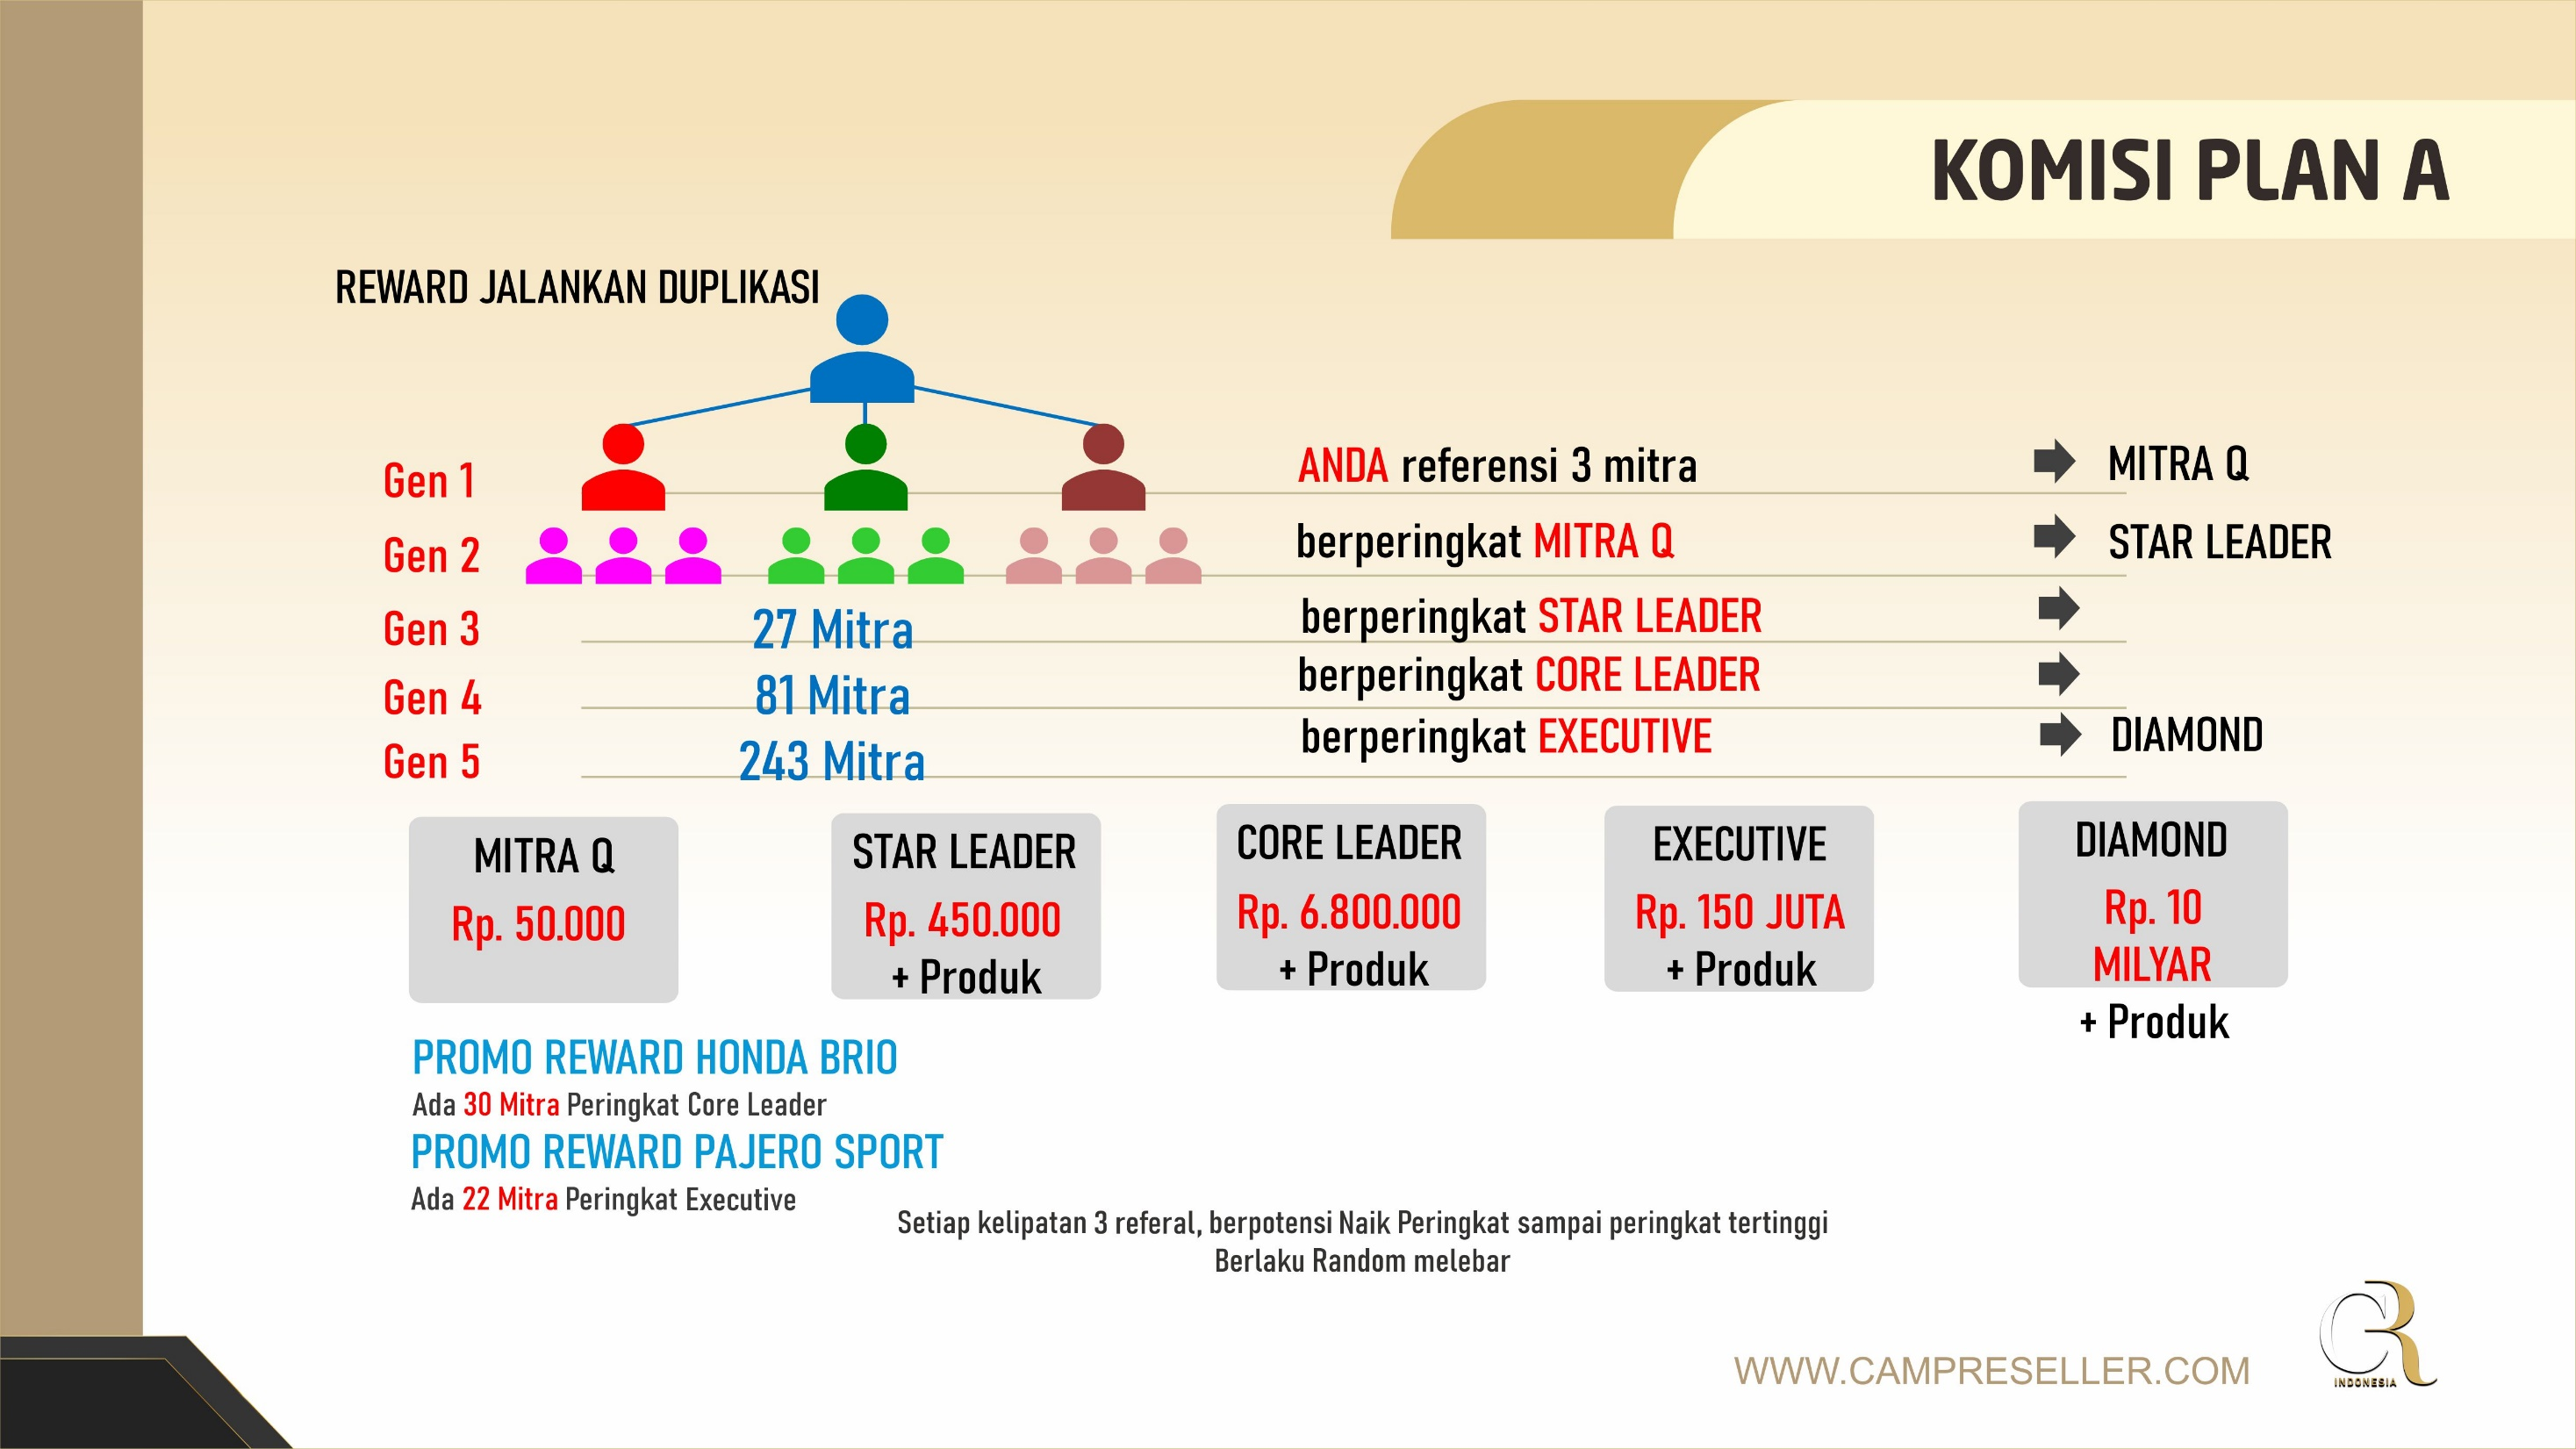 KOMISI PLAN A
REWARD JALANKAN DUPLIKASI
Gen 1
ANDA referensi 3 mitra
MITRA Q
Gen 2
berperingkat MITRA Q
STAR LEADER
Gen 3
27 Mitra
berperingkat STAR LEADER
Gen 4
81 Mitra
berperingkat CORE LEADER
Gen 5
243 Mitra
berperingkat EXECUTIVE
DIAMOND
MITRA Q
Rp. 50.000
STAR LEADER
Rp. 450.000
+ Produk
CORE LEADER
Rp. 6.800.000
+ Produk
EXECUTIVE
Rp. 150 JUTA
+ Produk
DIAMOND
Rp. 10
MILYAR
+ Produk
PROMO REWARD HONDA BRIO
Ada 30 Mitra Peringkat Core Leader
PROMO REWARD PAJERO SPORT
Ada 22 Mitra Peringkat Executive
Setiap kelipatan 3 referal, berpotensi Naik Peringkat sampai peringkat tertinggi
Berlaku Random melebar
WWW.CAMPRESELLER.COM
CR
INDONESIA